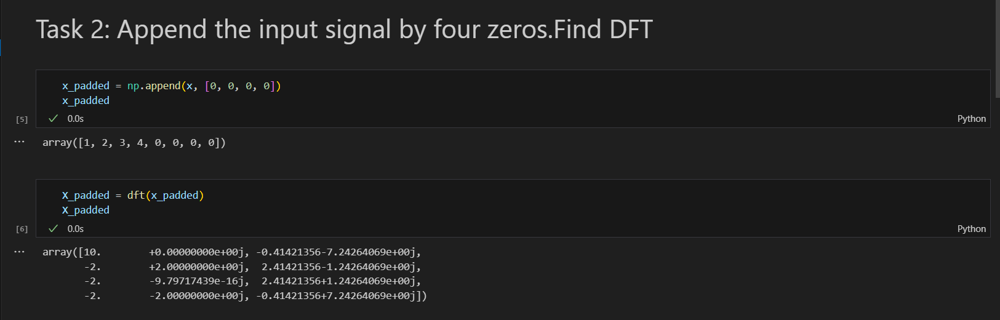 Task 2: Append the input signal by four zeros.Find DFT
x_padded = np.append(x, [0, 0, 0, 0])
x_padded
[5] 0.0s Python
... array([1, 2, 3, 4, 0, 0, 0, 0])
X_padded = dft(x_padded)
X_padded
[6] 0.0s Python
... array([10.        +0.00000000e+00j, -0.41421356-7.24264069e+00j,
       -2.        +2.00000000e+00j,  2.41421356-1.24264069e+00j,
       -2.        -9.79717439e-16j,  2.41421356+1.24264069e+00j,
       -2.        -2.00000000e+00j, -0.41421356+7.24264069e+00j])